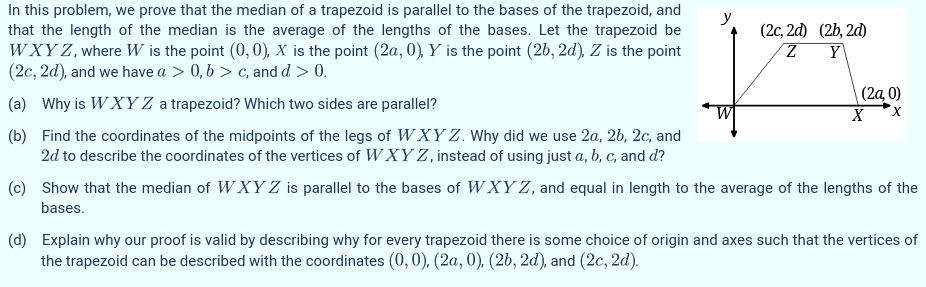 In this problem, we prove that the median of a trapezoid is parallel to the bases of the trapezoid, and
that the length of the median is the average of the lengths of the bases. Let the trapezoid be
WXYZ, where W is the point (0,0), X is the point (2a,0), Y is the point (2b,2d), Z is the point
(2c,2d), and we have a > 0, b > c, and d > 0.
y
(2c, 2d) (2b, 2d)
Z Y
(2a, 0)
W X x
(a) Why is WXYZ a trapezoid? Which two sides are parallel?
(b) Find the coordinates of the midpoints of the legs of WXYZ. Why did we use 2a, 2b, 2c, and
2d to describe the coordinates of the vertices of WXYZ, instead of using just a, b, c, and d?
(c) Show that the median of WXYZ is parallel to the bases of WXYZ, and equal in length to the average of the lengths of the
bases.
(d) Explain why our proof is valid by describing why for every trapezoid there is some choice of origin and axes such that the vertices of
the trapezoid can be described with the coordinates (0,0), (2a,0), (2b,2d), and (2c,2d).